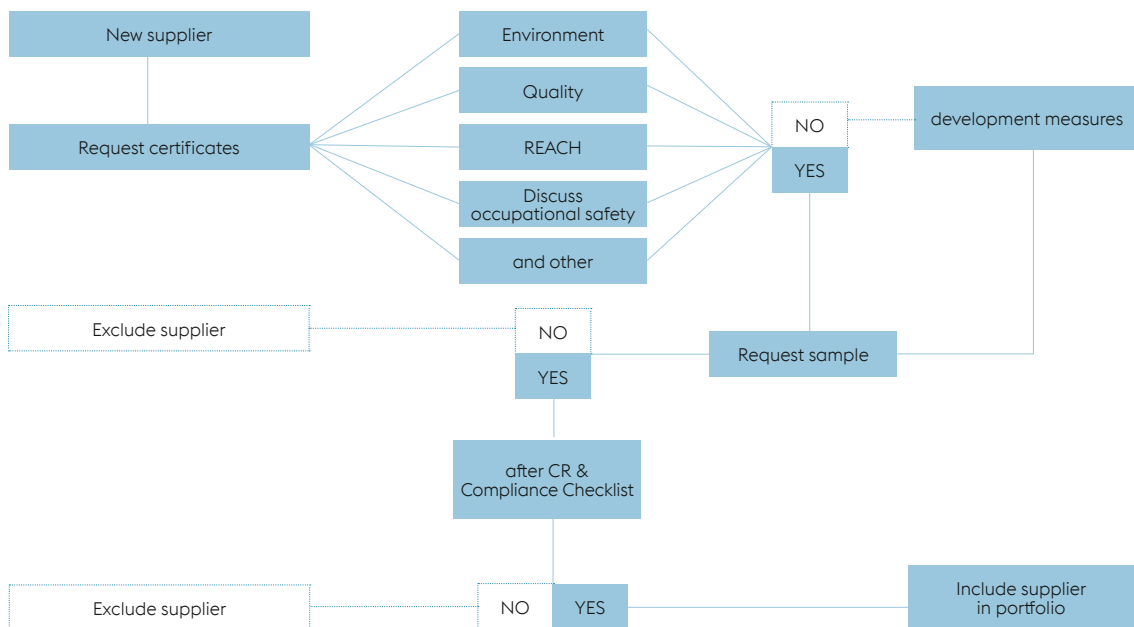 New supplier
Request certificates
Environment
Quality
REACH
Discuss
occupational safety
and other
NO
YES
development measures
Request sample
NO
YES
Exclude supplier
after CR &
Compliance Checklist
NO
YES
Exclude supplier
Include supplier
in portfolio